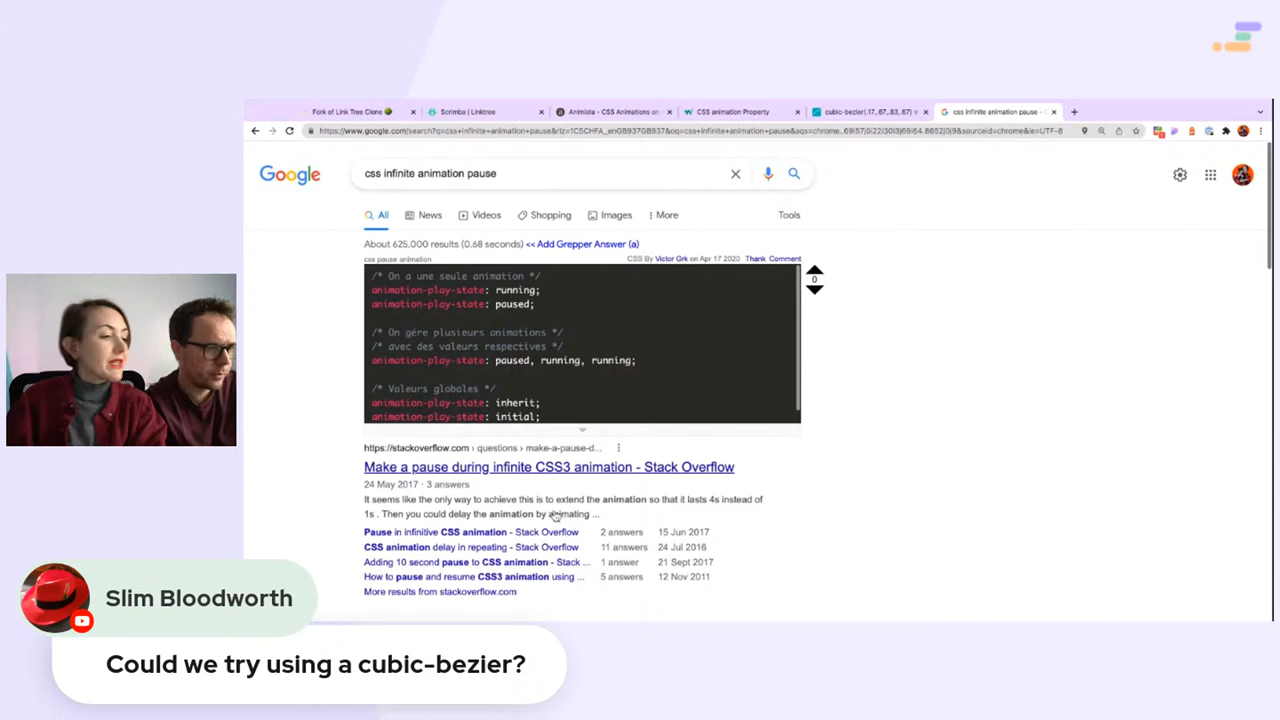 Fork of Link Tree Clone
Scrimba | Linktree
Animista - CSS Animations on
CSS animation Property
cubic-bezier(.17,.67,.83,.67)
css infinite animation pause -
Google
css infinite animation pause
All
News
Videos
Shopping
Images
More
Tools
About 625,000 results (0.68 seconds) << Add Grepper Answer (a)
css pause animation
CSS By Victor Grk on Apr 17 2020 Thank Comment
/* On a une seule animation */
animation-play-state: running;
animation-play-state: paused;
/* On gère plusieurs animations */
/* avec des valeurs respectives */
animation-play-state: paused, running, running;
/* Valeurs globales */
animation-play-state: inherit;
animation-play-state: initial;
0
https://stackoverflow.com › questions › make-a-pause-d...
Make a pause during infinite CSS3 animation - Stack Overflow
24 May 2017 · 3 answers
It seems like the only way to achieve this is to extend the animation so that it lasts 4s instead of
1s . Then you could delay the animation by animating ...
Pause in infinitive CSS animation - Stack Overflow 2 answers 15 Jun 2017
CSS animation delay in repeating - Stack Overflow 11 answers 24 Jul 2016
Adding 10 second pause to CSS animation - Stack ... 1 answer 21 Sept 2017
How to pause and resume CSS3 animation using ... 5 answers 12 Nov 2011
More results from stackoverflow.com
Slim Bloodworth
Could we try using a cubic-bezier?